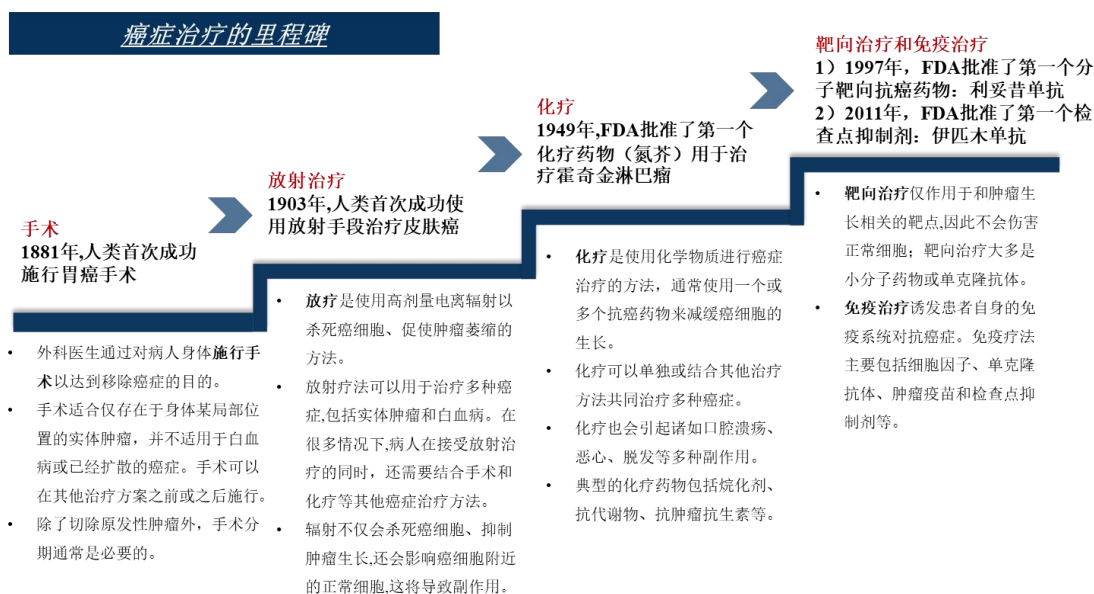 癌症治疗的里程碑
手术
1881年,人类首次成功
施行胃癌手术
• 外科医生通过对病人身体施行手
术以达到移除癌症的目的。
• 手术适合仅存在于身体某局部位
置的实体肿瘤，并不适用于白血
病或已经扩散的癌症。手术可以
在其他治疗方案之前或之后施行。
• 除了切除原发性肿瘤外，手术分
期通常是必要的。
放射治疗
1903年,人类首次成功使
用放射手段治疗皮肤癌
• 放疗是使用高剂量电离辐射以
杀死癌细胞、促使肿瘤萎缩的
方法。
• 放射疗法可以用于治疗多种癌
症,包括实体肿瘤和白血病。在
很多情况下,病人在接受放射治
疗的同时，还需要结合手术和
化疗等其他癌症治疗方法。
• 辐射不仅会杀死癌细胞、抑制
肿瘤生长,还会影响癌细胞附近
的正常细胞,这将导致副作用。
化疗
1949年,FDA批准了第一个
化疗药物（氮芥）用于治
疗霍奇金淋巴瘤
• 化疗是使用化学物质进行癌症
治疗的方法，通常使用一个或
多个抗癌药物来减缓癌细胞的
生长。
• 化疗可以单独或结合其他治疗
方法共同治疗多种癌症。
• 化疗也会引起诸如口腔溃疡、
恶心、脱发等多种副作用。
• 典型的化疗药物包括烷化剂、
抗代谢物、抗肿瘤抗生素等。
靶向治疗和免疫治疗
1）1997年，FDA批准了第一个分
子靶向抗癌药物：利妥昔单抗
2）2011年，FDA批准了第一个检
查点抑制剂：伊匹木单抗
• 靶向治疗仅作用于和肿瘤生
长相关的靶点,因此不会伤害
正常细胞；靶向治疗大多是
小分子药物或单克隆抗体。
• 免疫治疗诱发患者自身的免
疫系统对抗癌症。免疫疗法
主要包括细胞因子、单克隆
抗体、肿瘤疫苗和检查点抑
制剂等。